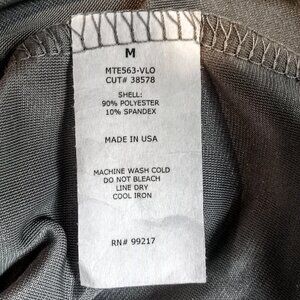 M
MTE563-VLO
CUT# 38578
SHELL:
90% POLYESTER
10% SPANDEX
MADE IN USA
MACHINE WASH COLD
DO NOT BLEACH
LINE DRY
COOL IRON
RN# 99217